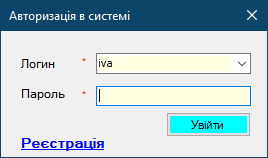 Авторизація в системі
Логин * iva
Пароль *
Увійти
Реєстрація